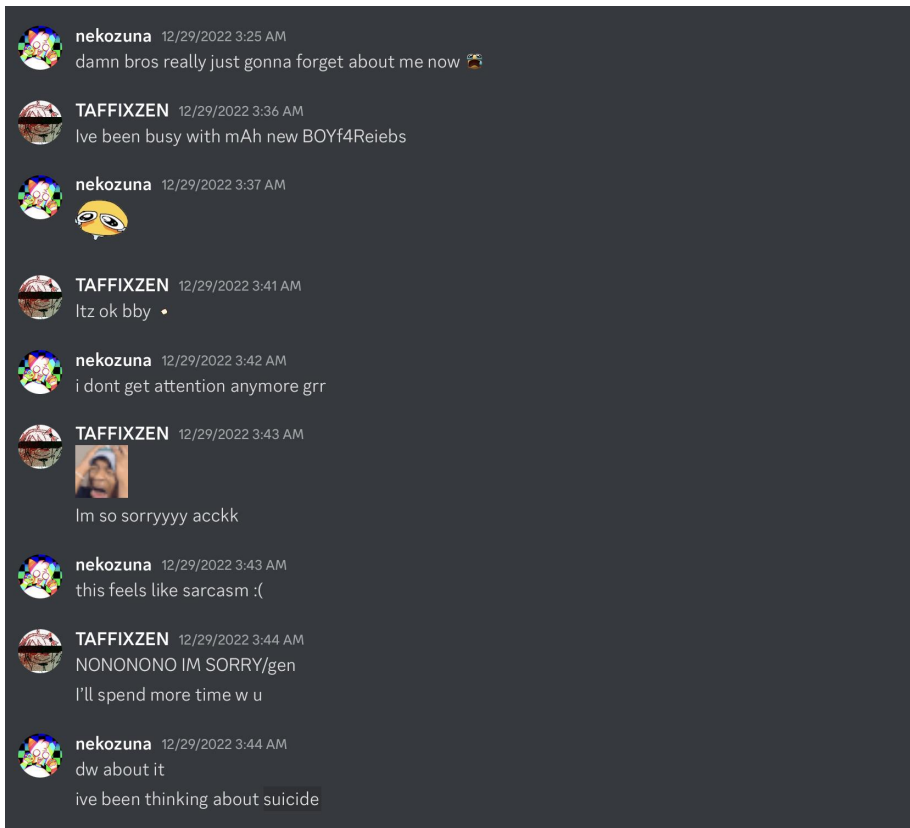 nekozuna 12/29/2022 3:25 AM
damn bros really just gonna forget about me now 😭
TAFFIXZEN 12/29/2022 3:36 AM
Ive been busy with mAh new BOYf4Reiebs
nekozuna 12/29/2022 3:37 AM
TAFFIXZEN 12/29/2022 3:41 AM
Itz ok bby
nekozuna 12/29/2022 3:42 AM
i dont get attention anymore grr
TAFFIXZEN 12/29/2022 3:43 AM
Im so sorryyyy acckk
nekozuna 12/29/2022 3:43 AM
this feels like sarcasm :(
TAFFIXZEN 12/29/2022 3:44 AM
NONONONO IM SORRY/gen
I'll spend more time w u
nekozuna 12/29/2022 3:44 AM
dw about it
ive been thinking about suicide